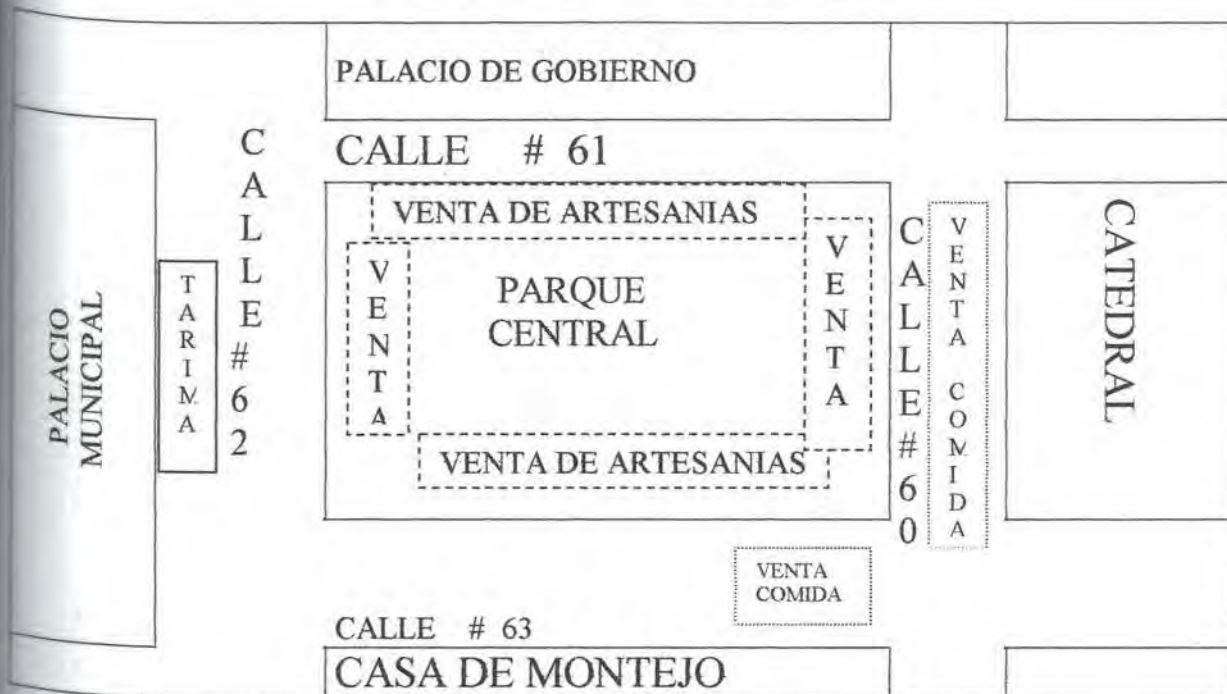 PALACIO DE GOBIERNO
CALLE # 61
CALLE #62
VENTA DE ARTESANIAS
VENTA
PARQUE
CENTRAL
VENTA
VENTA DE ARTESANIAS
CALLE #60
VENTA COMIDA
CATEDRAL
PALACIO
MUNICIPAL
TARIMA
VENTA
COMIDA
CALLE # 63
CASA DE MONTEJO